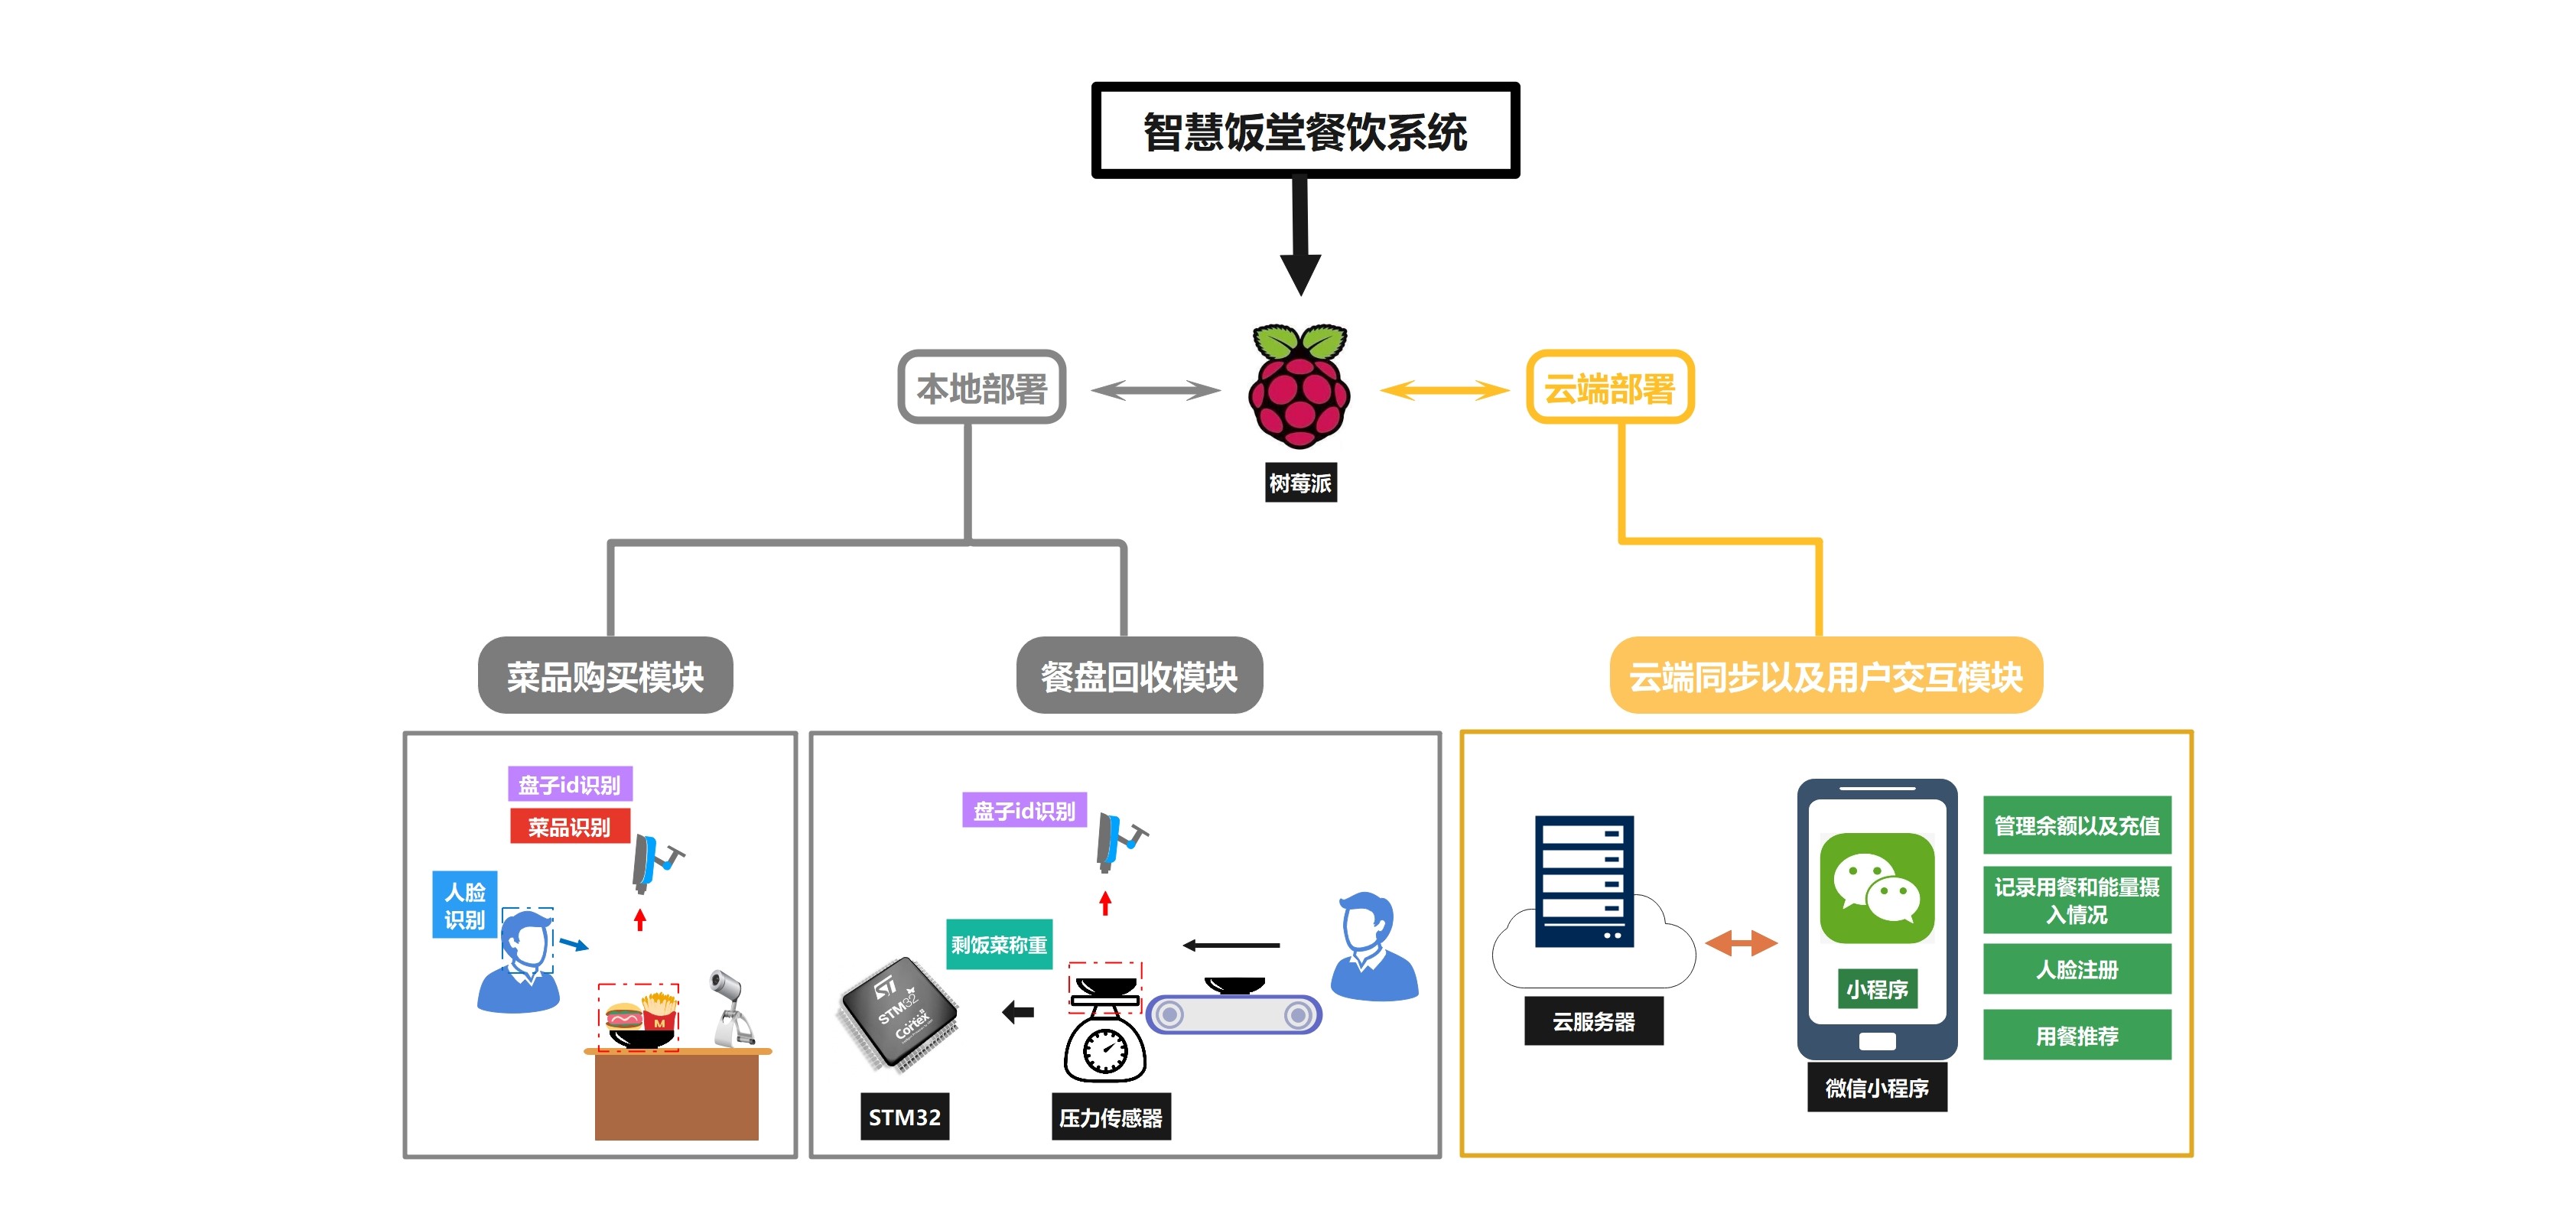 智慧饭堂餐饮系统
本地部署
云端部署
树莓派
菜品购买模块
餐盘回收模块
云端同步以及用户交互模块
盘子id识别
菜品识别
人脸
识别
M
盘子id识别
剩饭菜称重
ST
STM32
Cortex
STM32
压力传感器
云服务器
小程序
微信小程序
管理余额以及充值
记录用餐和能量摄
入情况
人脸注册
用餐推荐